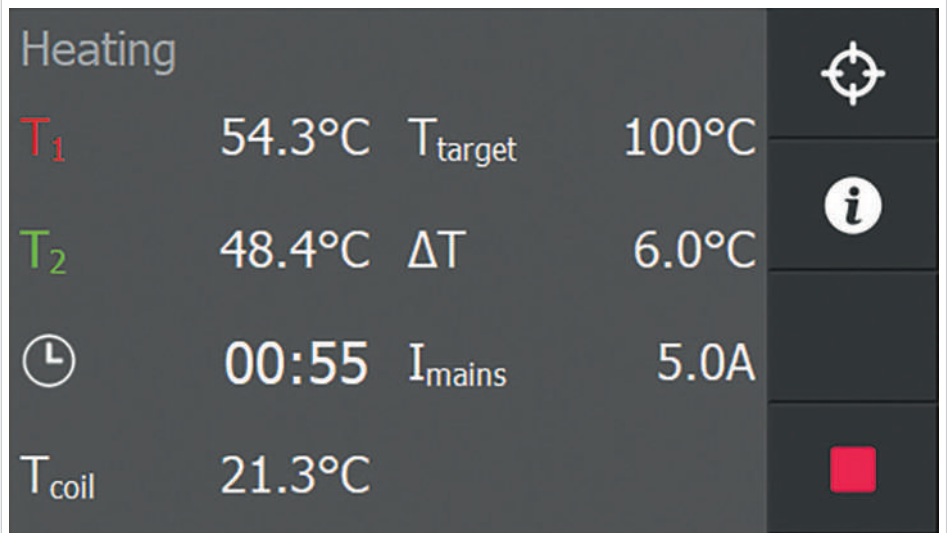 Heating
T1 54.3°C Ttarget 100°C
T2 48.4°C ΔT 6.0°C
00:55 Imains 5.0A
Tcoil 21.3°C